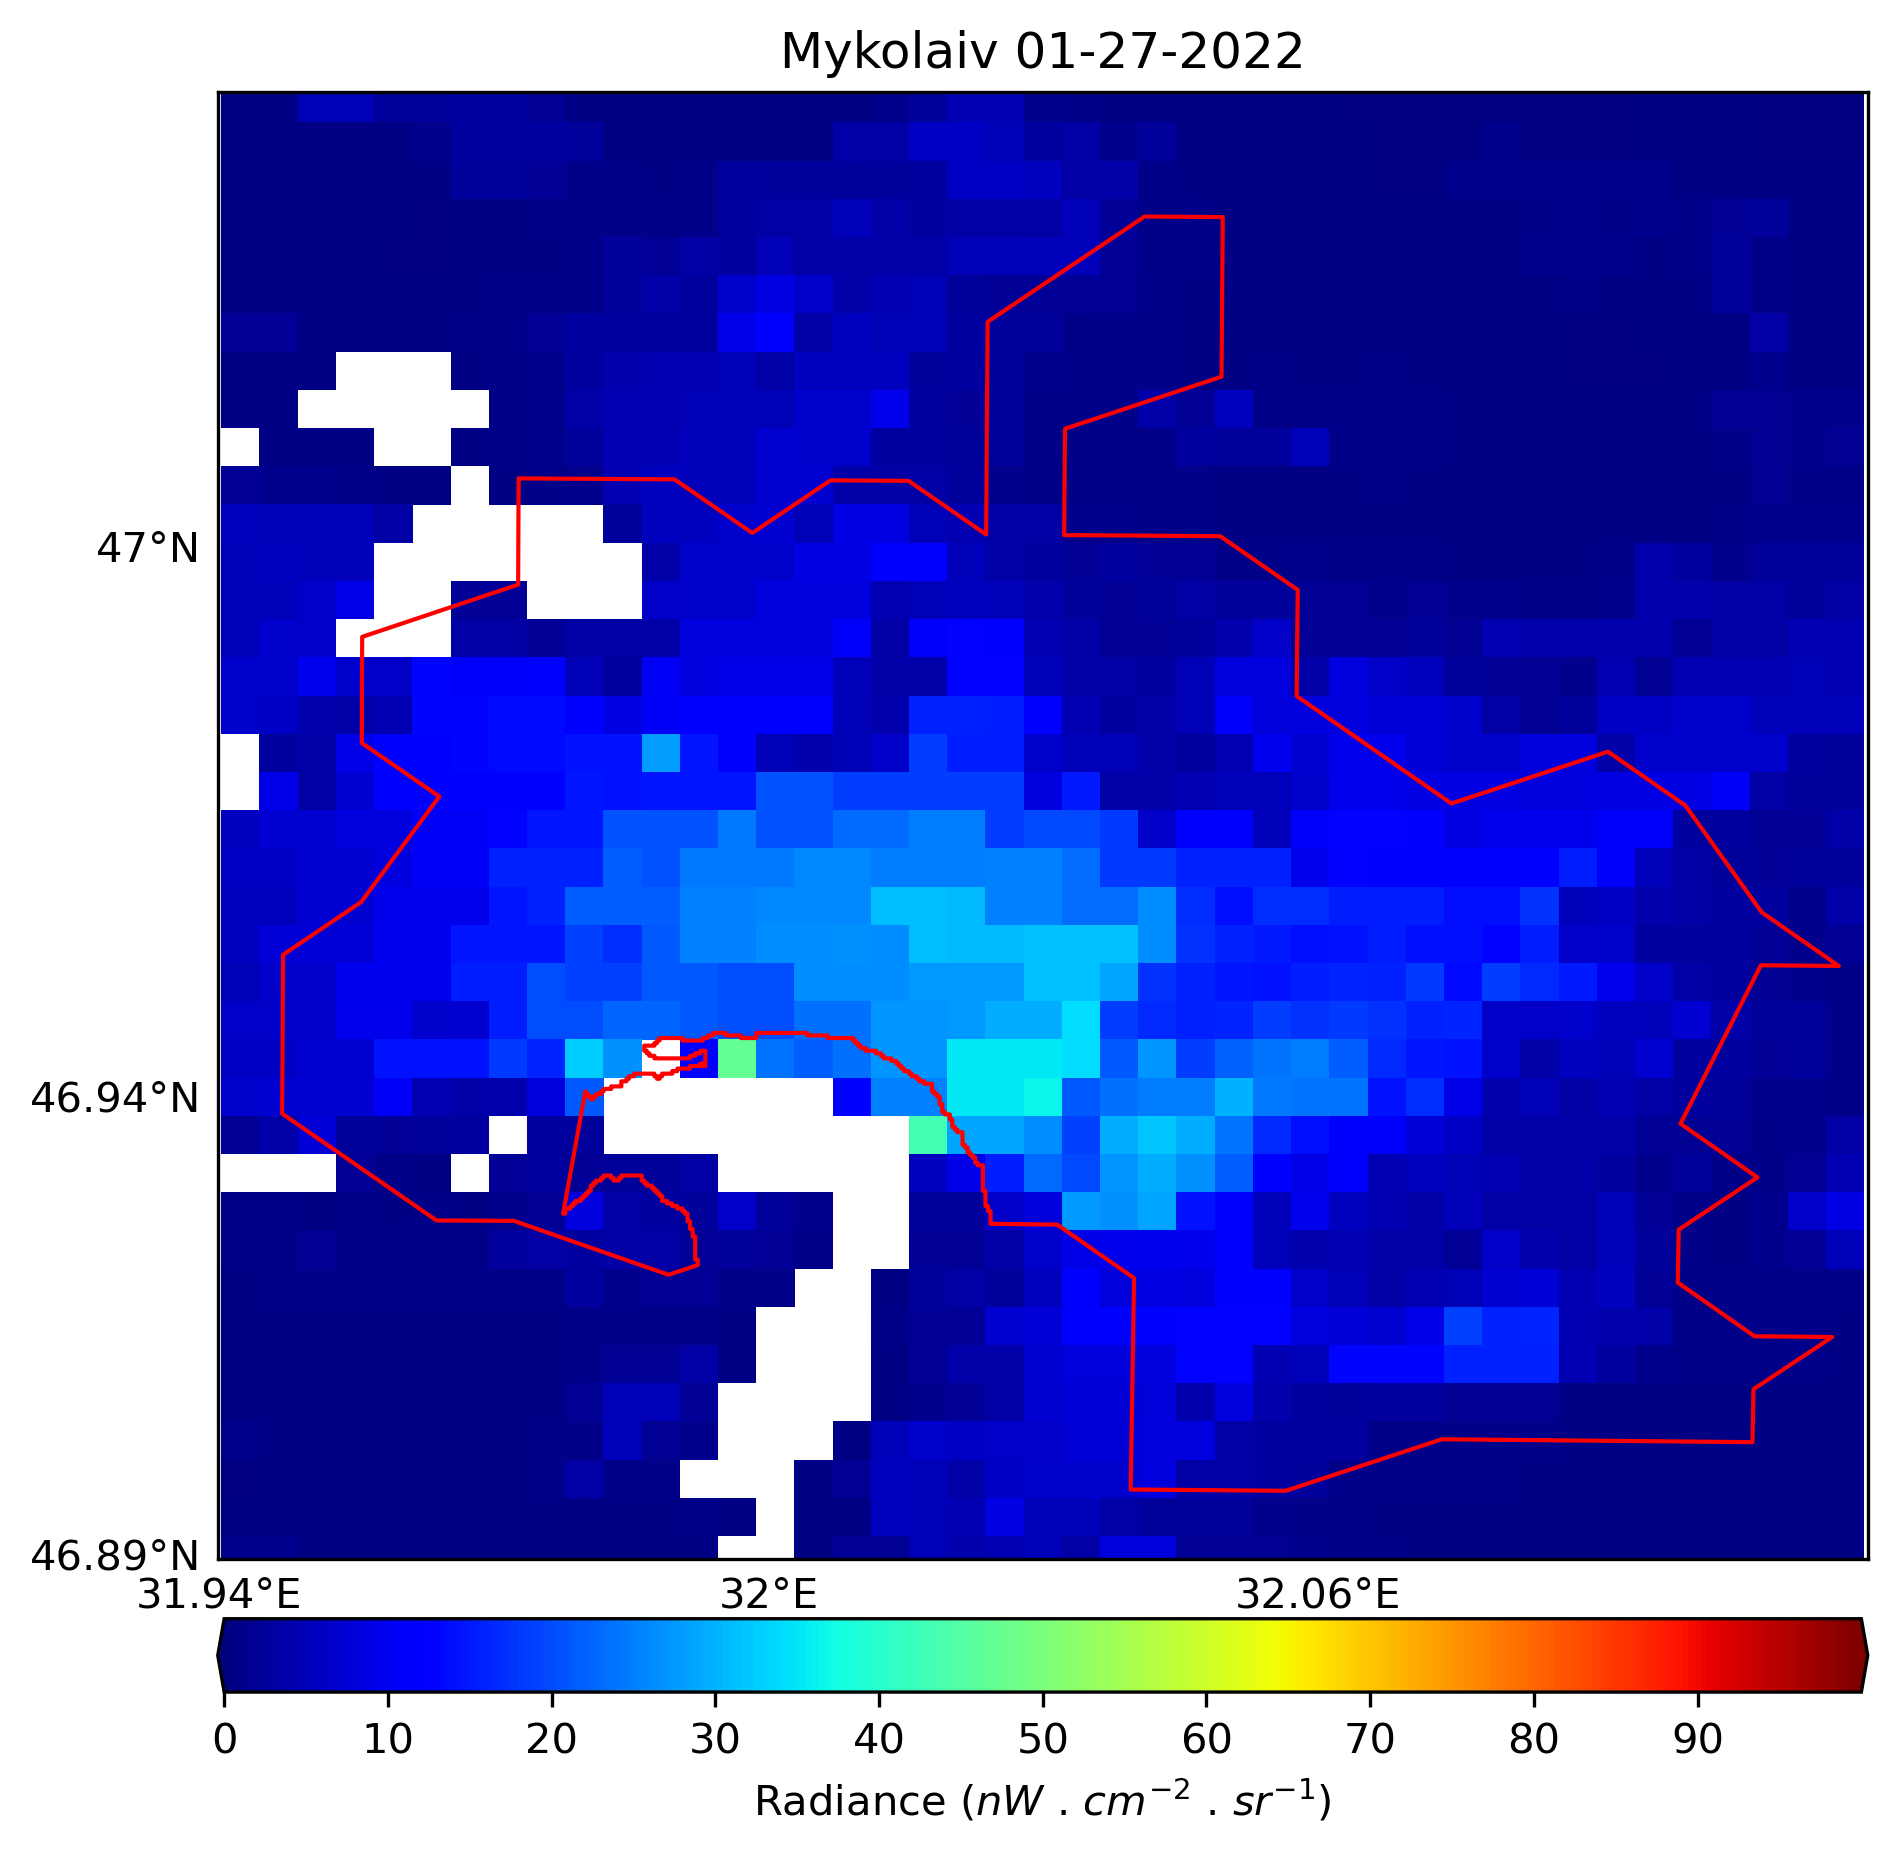 Mykolaiv 01-27-2022
47°N
46.94°N
46.89°N
31.94°E 32°E 32.06°E
0 10 20 30 40 50 60 70 80 90
Radiance (nW . cm⁻² . sr⁻¹)